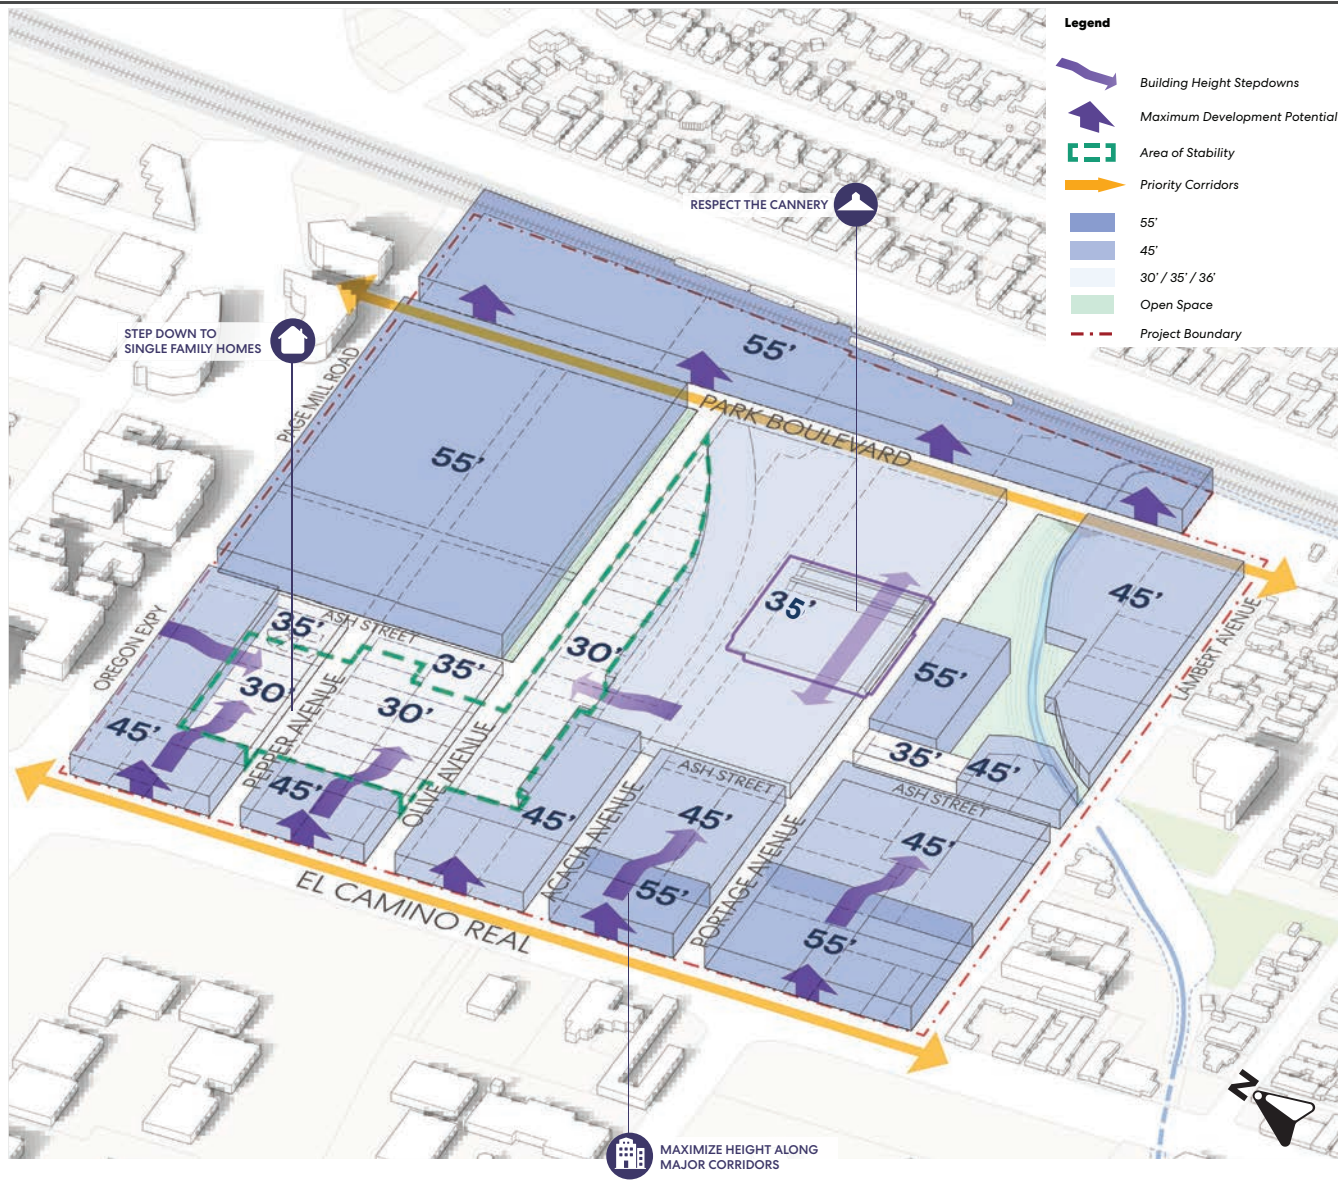 Legend
Building Height Stepdowns
Maximum Development Potential
Area of Stability
Priority Corridors
55'
45'
30' / 35' / 36'
Open Space
Project Boundary
RESPECT THE CANNERY
STEP DOWN TO
SINGLE FAMILY HOMES
PAGE MILL ROAD
55'
PARK BOULEVARD
55'
35'
45'
LAMBERT AVENUE
OREGON EXPY
35'
ASH STREET
30'
35'
30'
30'
55'
35'
45'
45'
PEPPER AVENUE
45'
OLIVE AVENUE
45'
ACACIA AVENUE
ASH STREET
45'
55'
PORTAGE AVENUE
ASH STREET
45'
55'
EL CAMINO REAL
MAXIMIZE HEIGHT ALONG
MAJOR CORRIDORS
N